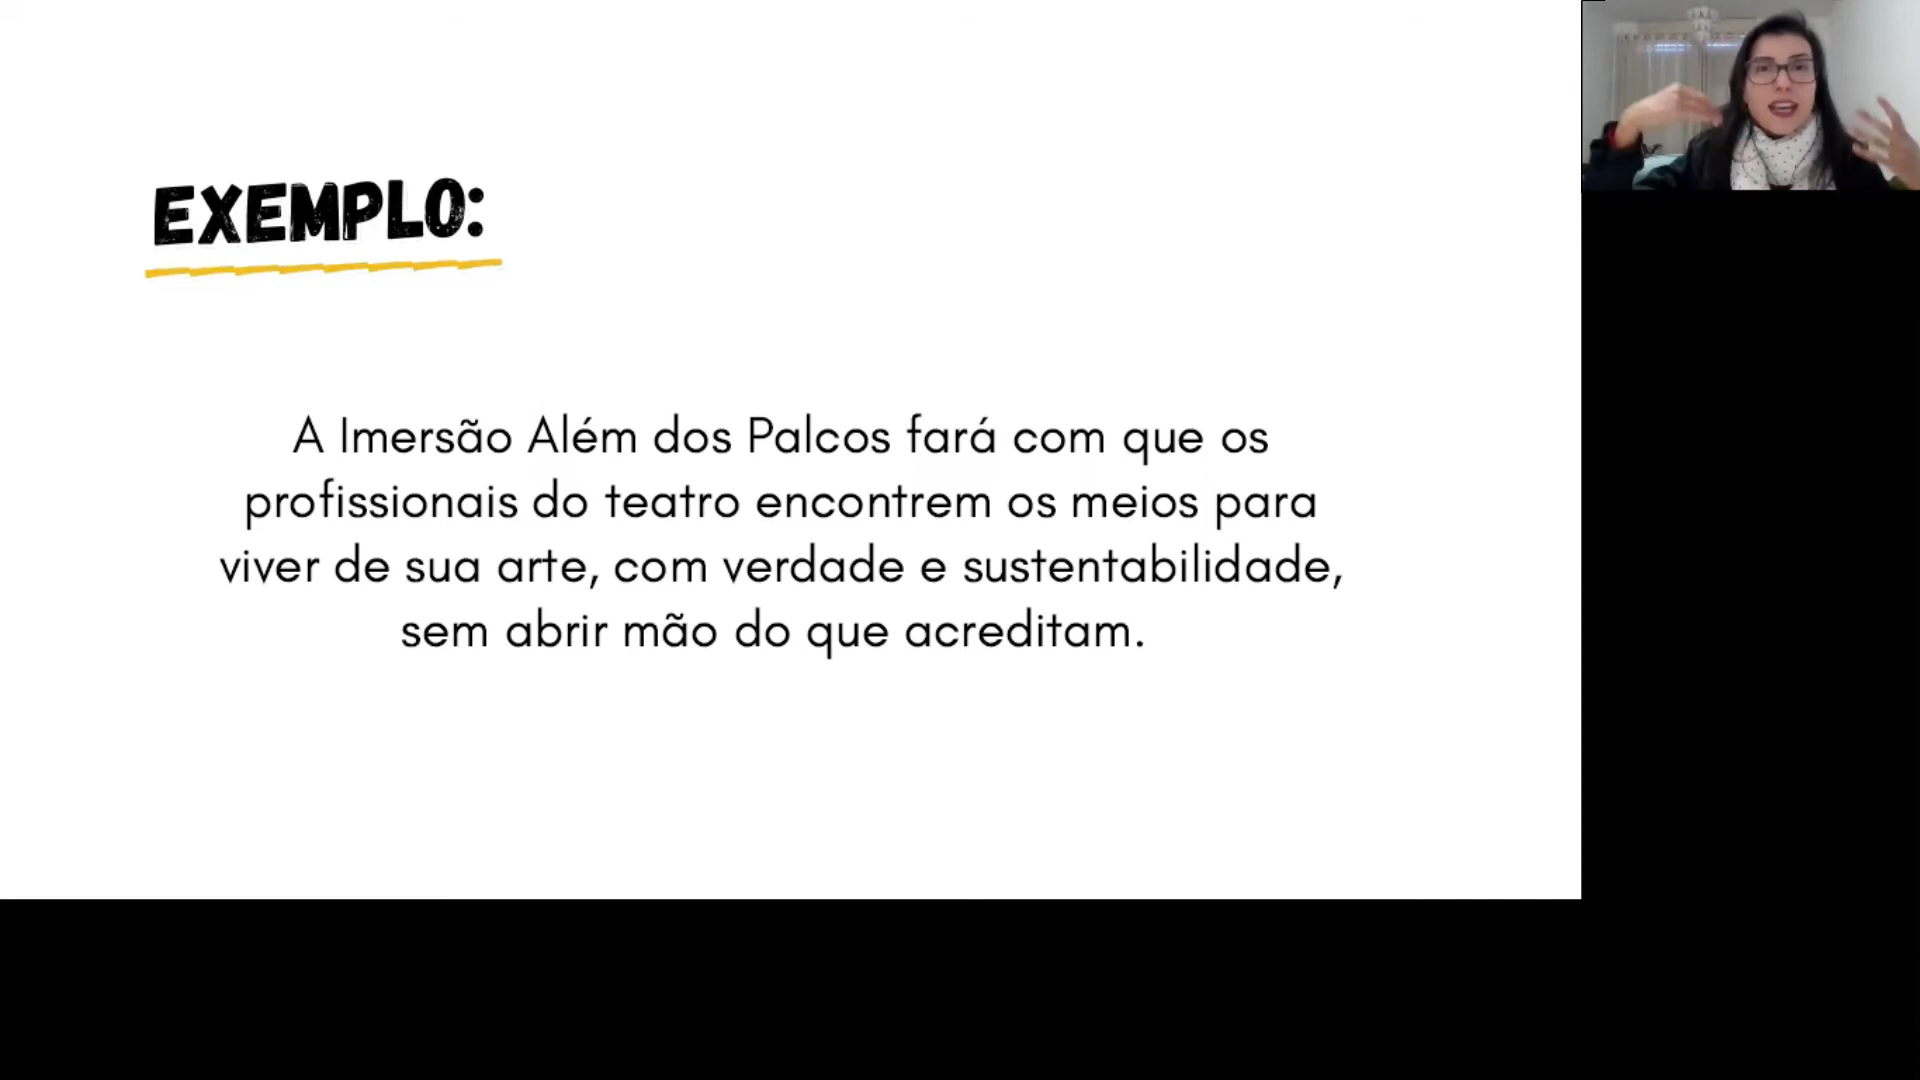 EXEMPLO:
A Imersão Além dos Palcos fará com que os
profissionais do teatro encontrem os meios para
viver de sua arte, com verdade e sustentabilidade,
sem abrir mão do que acreditam.